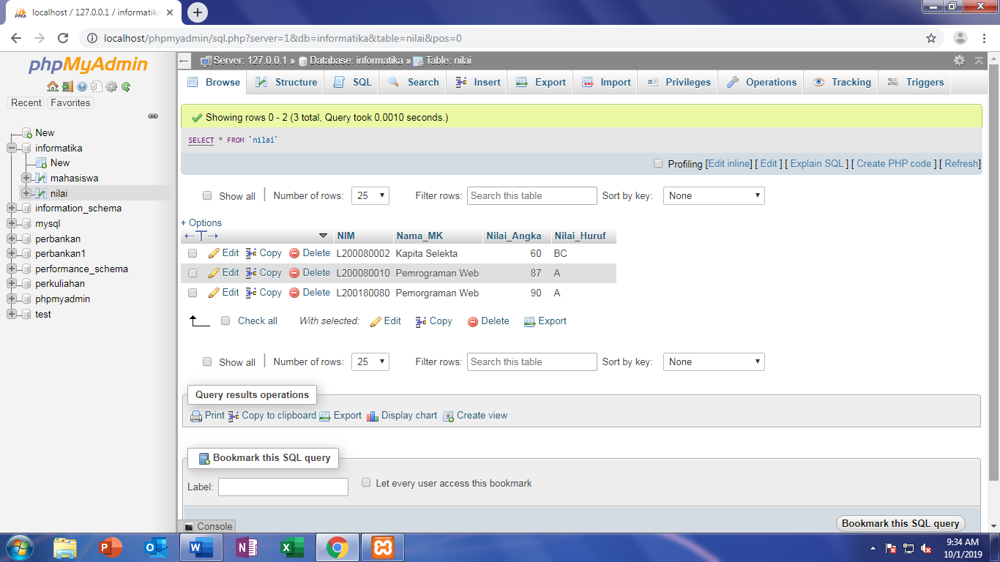 localhost / 127.0.0.1 / informatika
localhost/phpmyadmin/sql.php?server=1&db=informatika&table=nilai&pos=0
phpMyAdmin
Recent Favorites
New
informatika
New
mahasiswa
nilai
information_schema
mysql
perbankan
perbankan1
performance_schema
perkuliahan
phpmyadmin
test
Server: 127.0.0.1 » Database: informatika » Table: nilai
Browse Structure SQL Search Insert Export Import Privileges Operations Tracking Triggers
Showing rows 0 - 2 (3 total, Query took 0.0010 seconds.)
SELECT * FROM `nilai`
Profiling [Edit inline] [ Edit ] [ Explain SQL ] [ Create PHP code ] [ Refresh]
Show all Number of rows: 25 Filter rows: Search this table Sort by key: None
+ Options
NIM Nama_MK Nilai_Angka Nilai_Huruf
Edit Copy Delete L200080002 Kapita Selekta 60 BC
Edit Copy Delete L200080010 Pemrograman Web 87 A
Edit Copy Delete L200180080 Pemorgraman Web 90 A
Check all With selected: Edit Copy Delete Export
Show all Number of rows: 25 Filter rows: Search this table Sort by key: None
Query results operations
Print Copy to clipboard Export Display chart Create view
Bookmark this SQL query
Label: Let every user access this bookmark
Bookmark this SQL query
Console
9:34 AM
10/1/2019